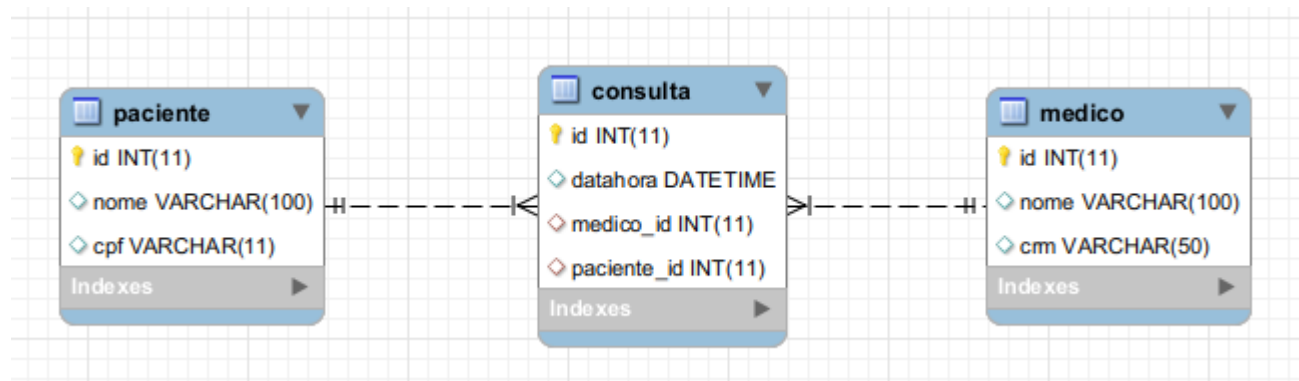 paciente
id INT(11)
nome VARCHAR(100)
cpf VARCHAR(11)
Indexes
consulta
id INT(11)
datahora DATETIME
medico_id INT(11)
paciente_id INT(11)
Indexes
medico
id INT(11)
nome VARCHAR(100)
crm VARCHAR(50)
Indexes